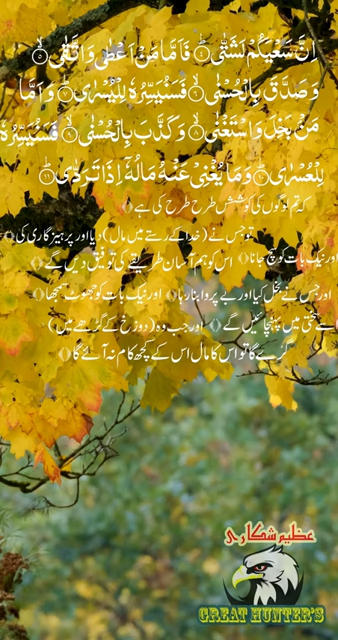 اِنَّ سَعْیَكُمْ لَشَتّٰیؕ۝ فَاَمَّا مَنْ اَعْطٰی وَاتَّقٰیۙ۝
وَصَدَّقَ بِالْحُسْنٰیۙ۝ فَسَنُیَسِّرُهٗ لِلْیُسْرٰیؕ۝ وَاَمَّا
مَنْۢ بَخِلَ وَاسْتَغْنٰیۙ۝ وَكَذَّبَ بِالْحُسْنٰیۙ۝ فَسَنُیَسِّرُهٗ
لِلْعُسْرٰیؕ۝ وَمَا یُغْنِیْ عَنْهُ مَالُهٗۤ اِذَا تَرَدّٰیؕ۝
کہ تم لوگوں کی کوشش طرح طرح کی ہے
تو جس نے (خدا کے رستے میں مال) دیا اور پرہیز گاری کی
اور نیک بات کو سچ جانا اس کو ہم آسان طریقے کی توفیق دیں گے
اور جس نے بخل کیا اور بے پروا بنا رہا اور نیک بات کو جھوٹ سمجھا
اسے سختی میں پہنچائیں گے اور جب وہ (دوزخ کے گڑھے میں)
گرے گا تو اس کا مال اس کے کچھ کام نہ آئے گا
عظیم شکاری
GREAT HUNTER'S